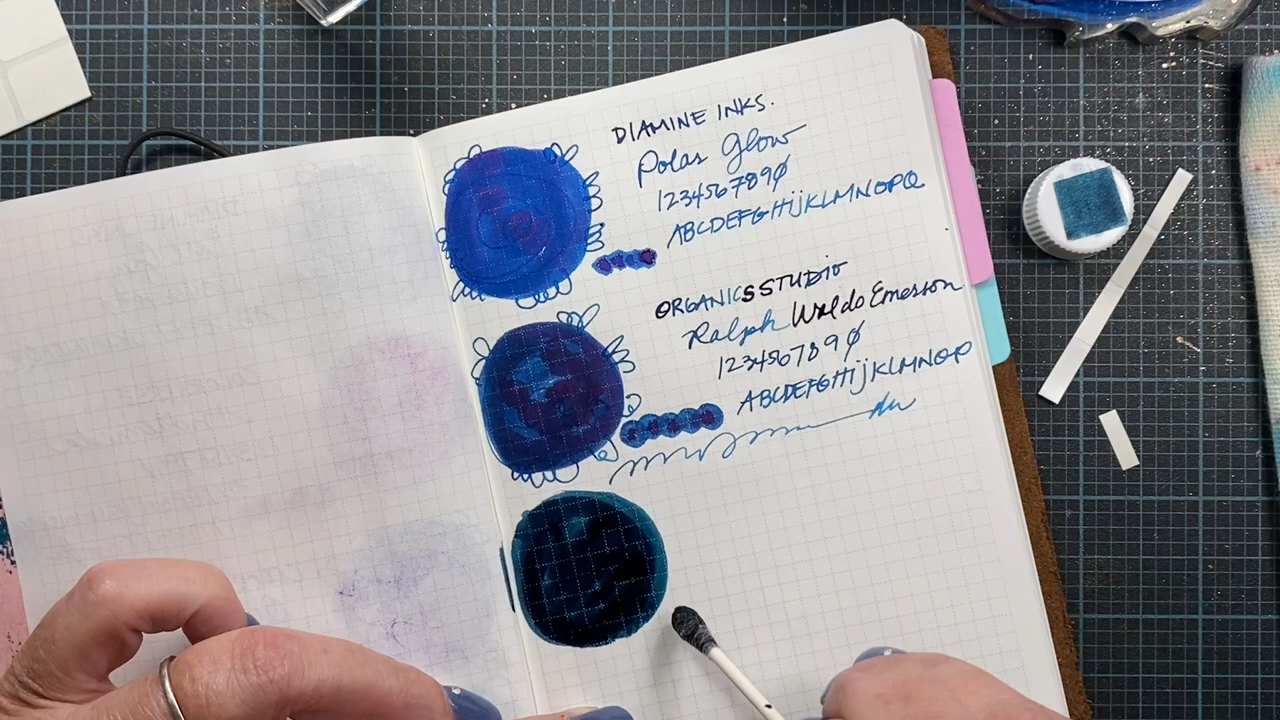 DIAMINE INKS.
Polar Glow
1234567890
ABCDEFGHIJKLMNOPQ
ORGANICS STUDIO
Ralph Waldo Emerson
1234567890
ABCDEFGHIJKLMNOP